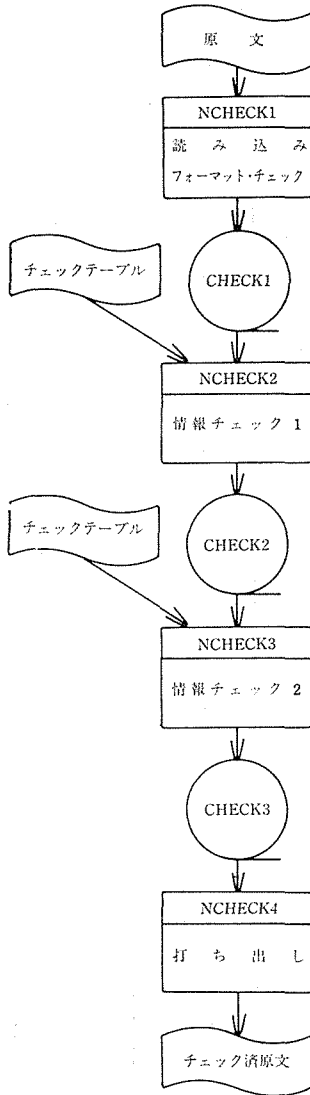 原文
NCHECK1
読み込み
フォーマット・チェック
CHECK1
チェックテーブル
NCHECK2
情報チェック 1
CHECK2
チェックテーブル
NCHECK3
情報チェック 2
CHECK3
NCHECK4
打ち出し
チェック済原文